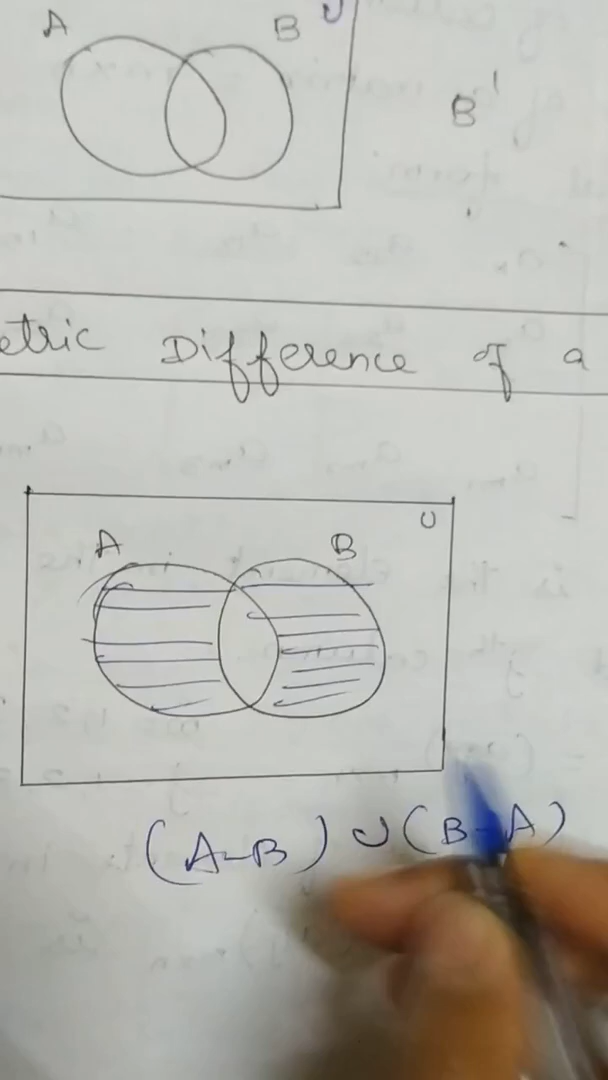 A B U
B'
etric Difference of a
U
A B
(A-B) ∪ (B-A)